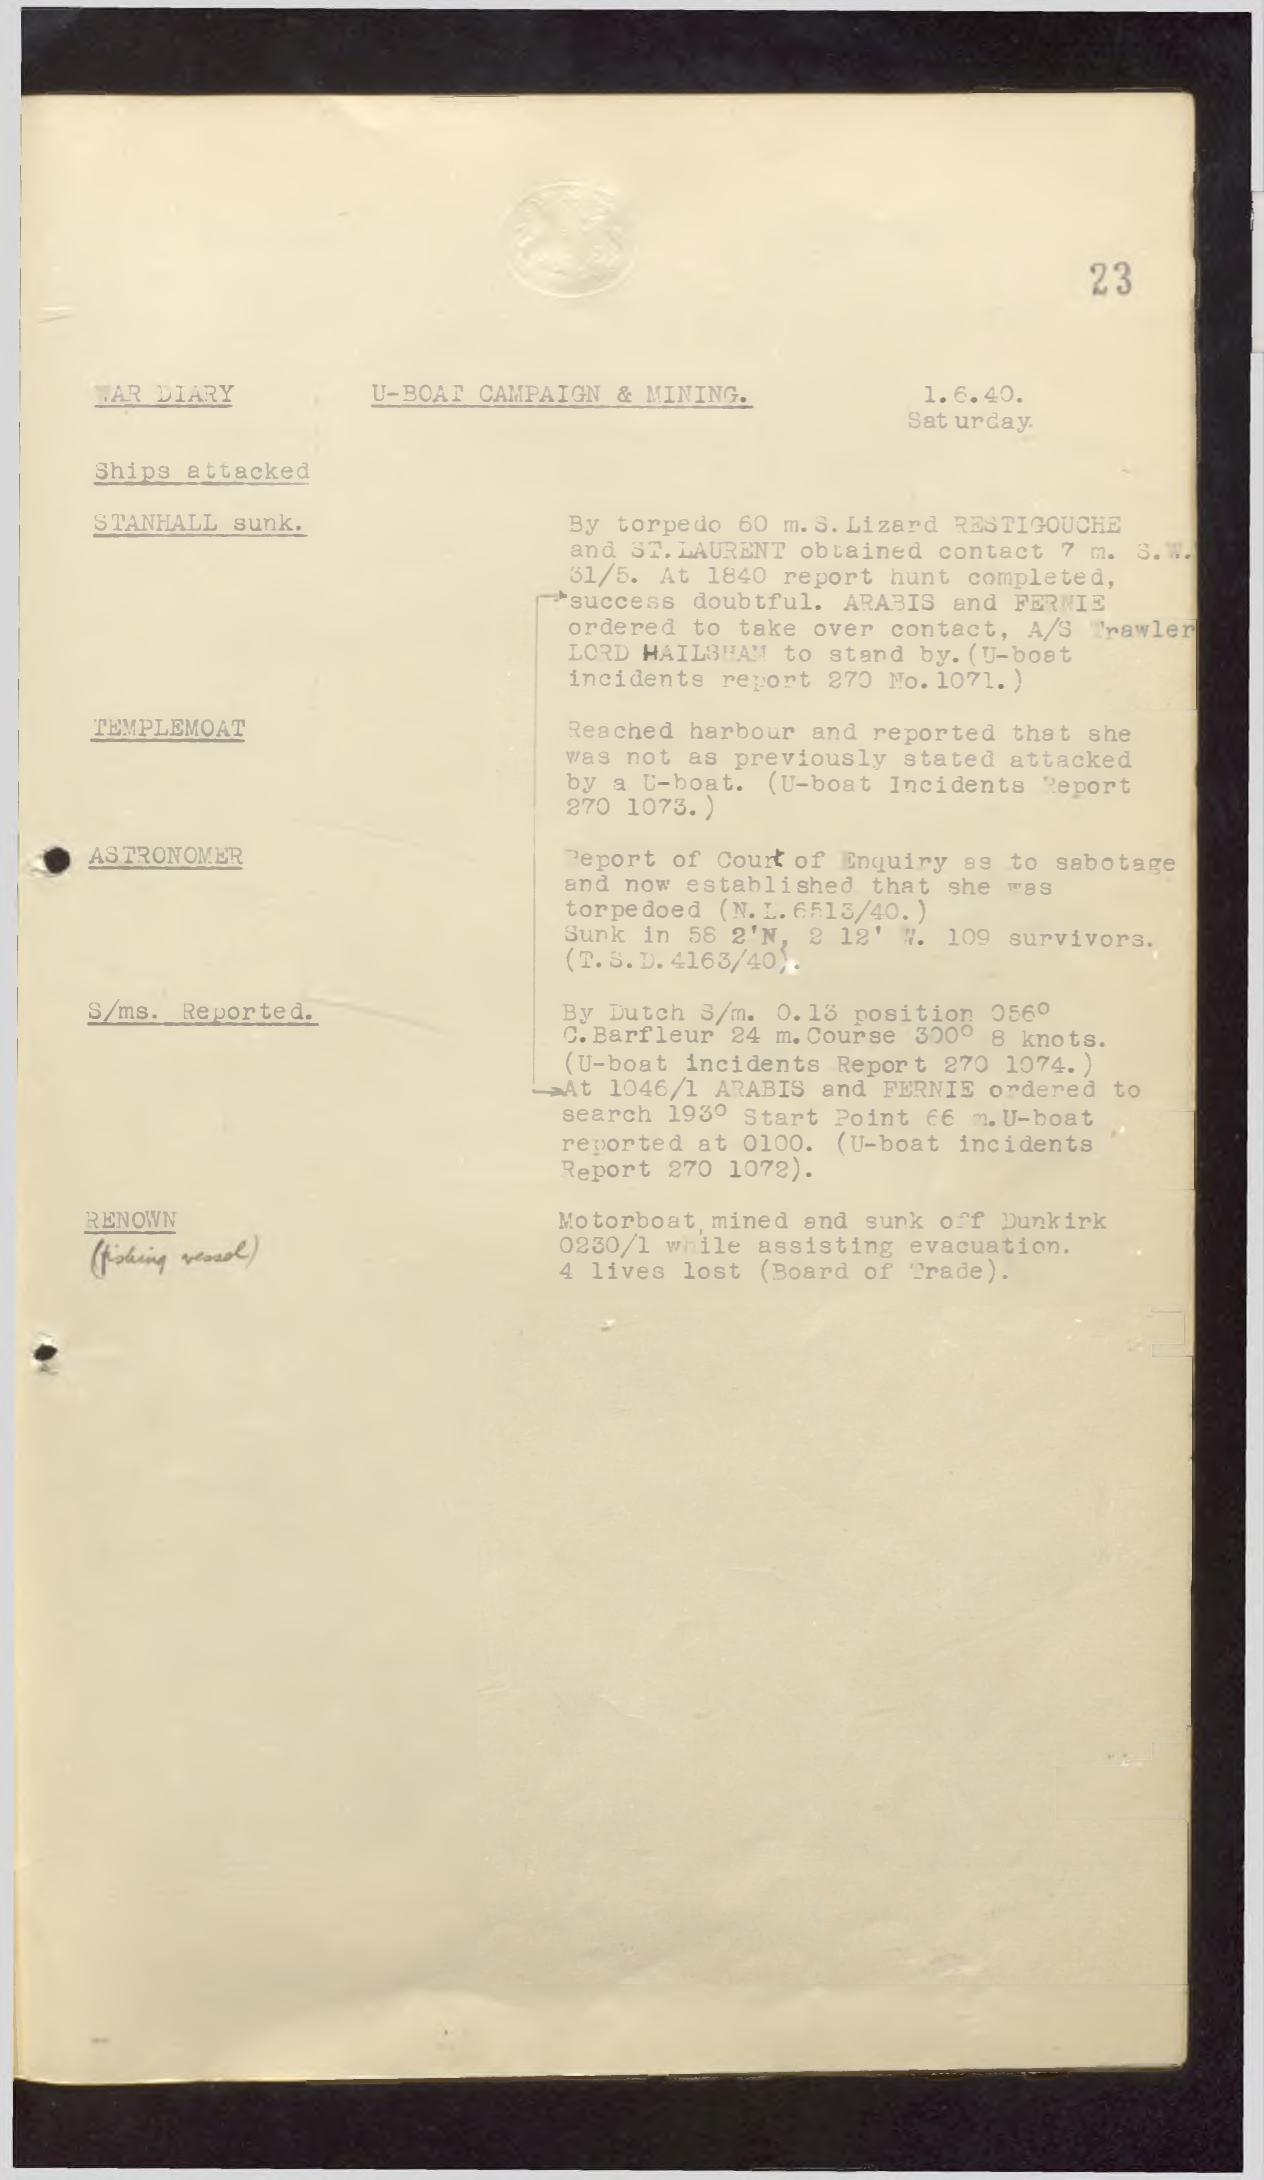 23
WAR DIARY U-BOAT CAMPAIGN & MINING. 1.6.40.
Saturday.
Ships attacked
STANHALL sunk. By torpedo 60 m.S.Lizard RESTIGOUCHE
and ST.LAURENT obtained contact 7 m. S.W.
31/5. At 1840 report hunt completed,
success doubtful. ARABIS and FERNIE
ordered to take over contact, A/S Trawler
LORD HAILSHAM to stand by.(U-boat
incidents report 270 No.1071.)
TEMPLEMOAT Reached harbour and reported that she
was not as previously stated attacked
by a U-boat. (U-boat Incidents Report
270 1073.)
ASTRONOMER Report of Court of Enquiry as to sabotage
and now established that she was
torpedoed (N.L.6513/40.)
Sunk in 58 2'N, 2 12' W. 109 survivors.
(T.S.D.4163/40).
S/ms. Reported. By Dutch S/m. O.13 position 056°
C.Barfleur 24 m.Course 300° 8 knots.
(U-boat incidents Report 270 1074.)
At 1046/1 ARABIS and FERNIE ordered to
search 193° Start Point 66 m.U-boat
reported at 0100. (U-boat incidents
Report 270 1072).
RENOWN Motorboat, mined and sunk off Dunkirk
(fishing vessel) 0230/1 while assisting evacuation.
4 lives lost (Board of Trade).